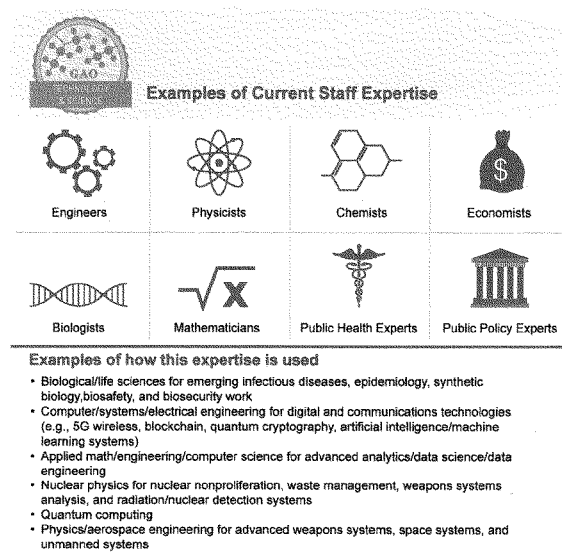 GAO
TECHNOLOGY
& SCIENCE
Examples of Current Staff Expertise
$
Engineers
Physicists
Chemists
Economists
√x
Biologists
Mathematicians
Public Health Experts
Public Policy Experts
Examples of how this expertise is used
• Biological/life sciences for emerging infectious diseases, epidemiology, synthetic
biology,biosafety, and biosecurity work
• Computer/systems/electrical engineering for digital and communications technologies
(e.g., 5G wireless, blockchain, quantum cryptography, artificial intelligence/machine
learning systems)
• Applied math/engineering/computer science for advanced analytics/data science/data
engineering
• Nuclear physics for nuclear nonproliferation, waste management, weapons systems
analysis, and radiation/nuclear detection systems
• Quantum computing
• Physics/aerospace engineering for advanced weapons systems, space systems, and
unmanned systems